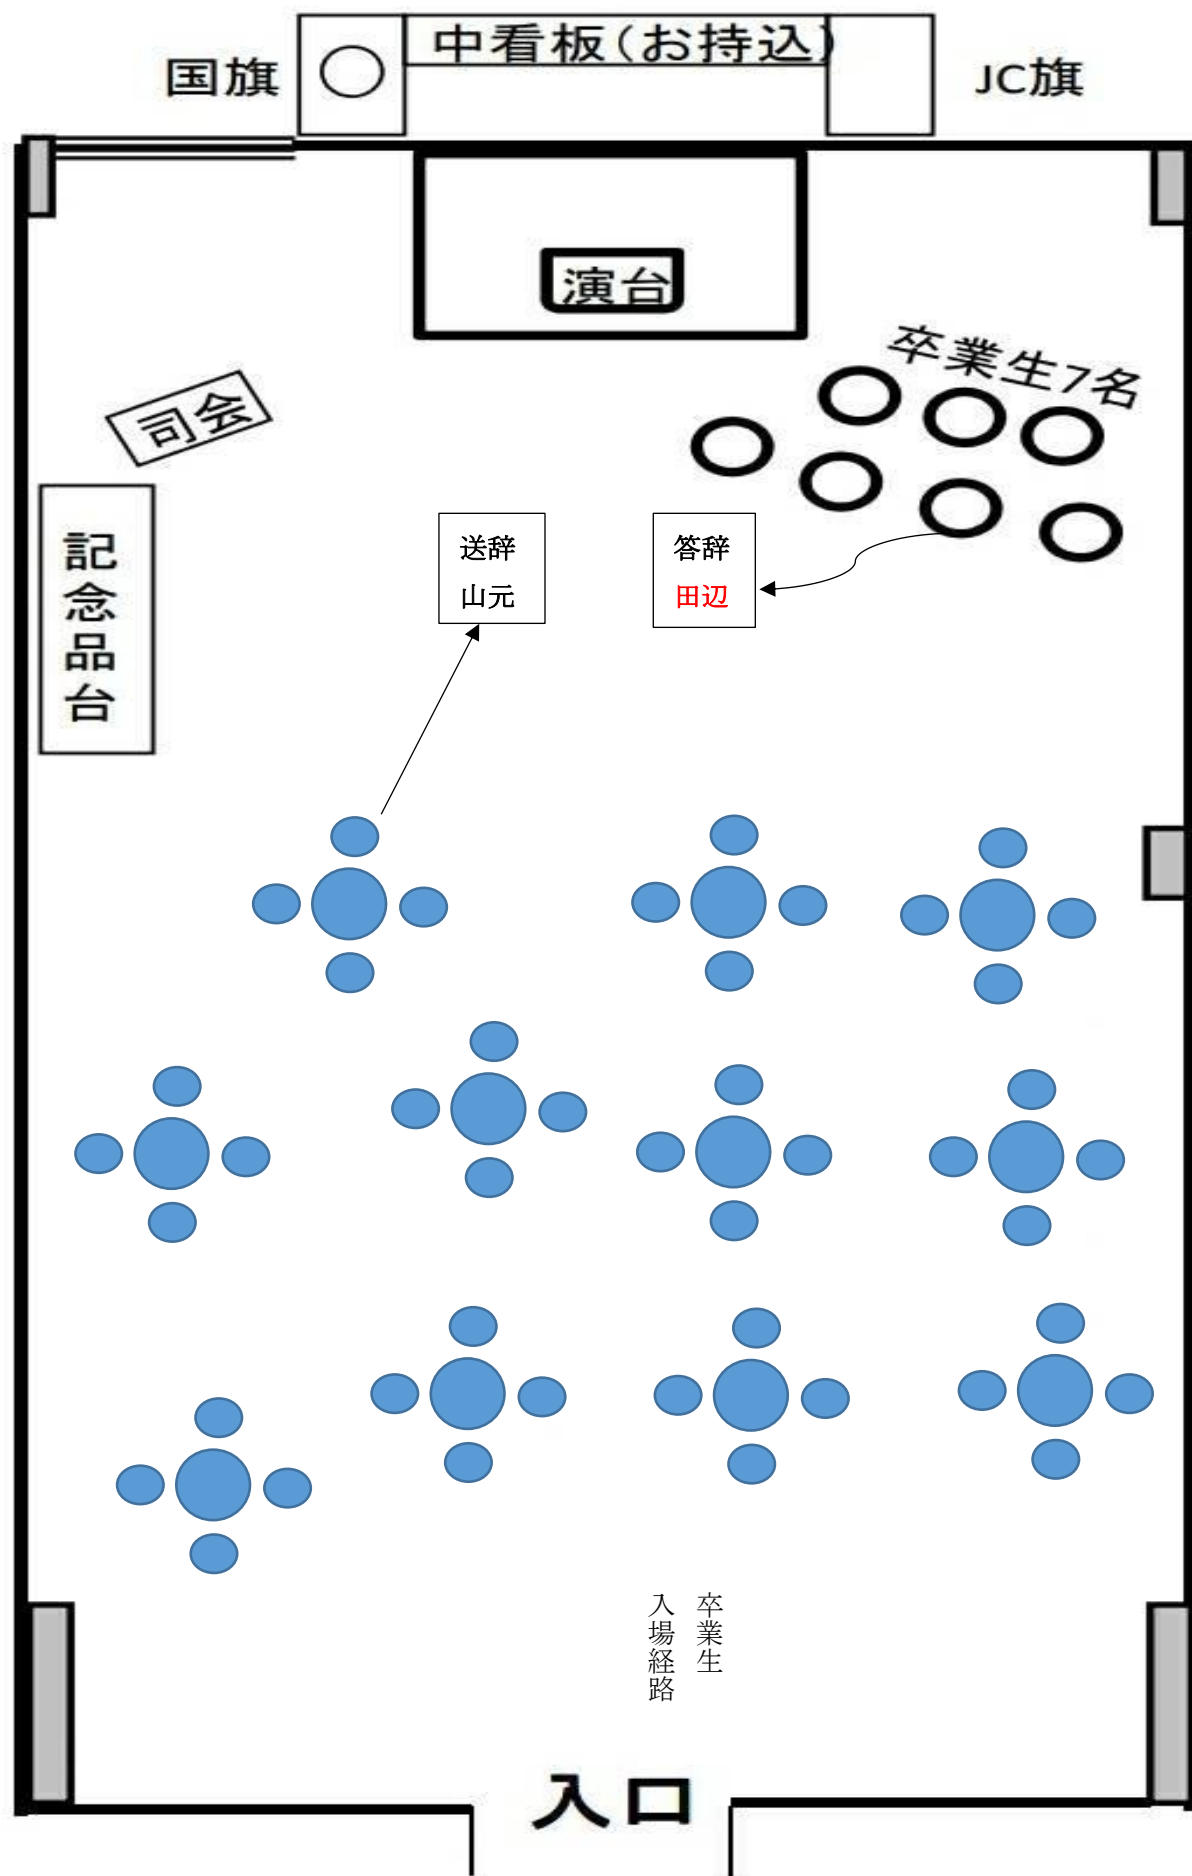 中看板(お持込)
国旗
JC旗
演台
卒業生7名
司会
記念品台
送辞
山元
答辞
田辺
卒業生
入場経路
入口